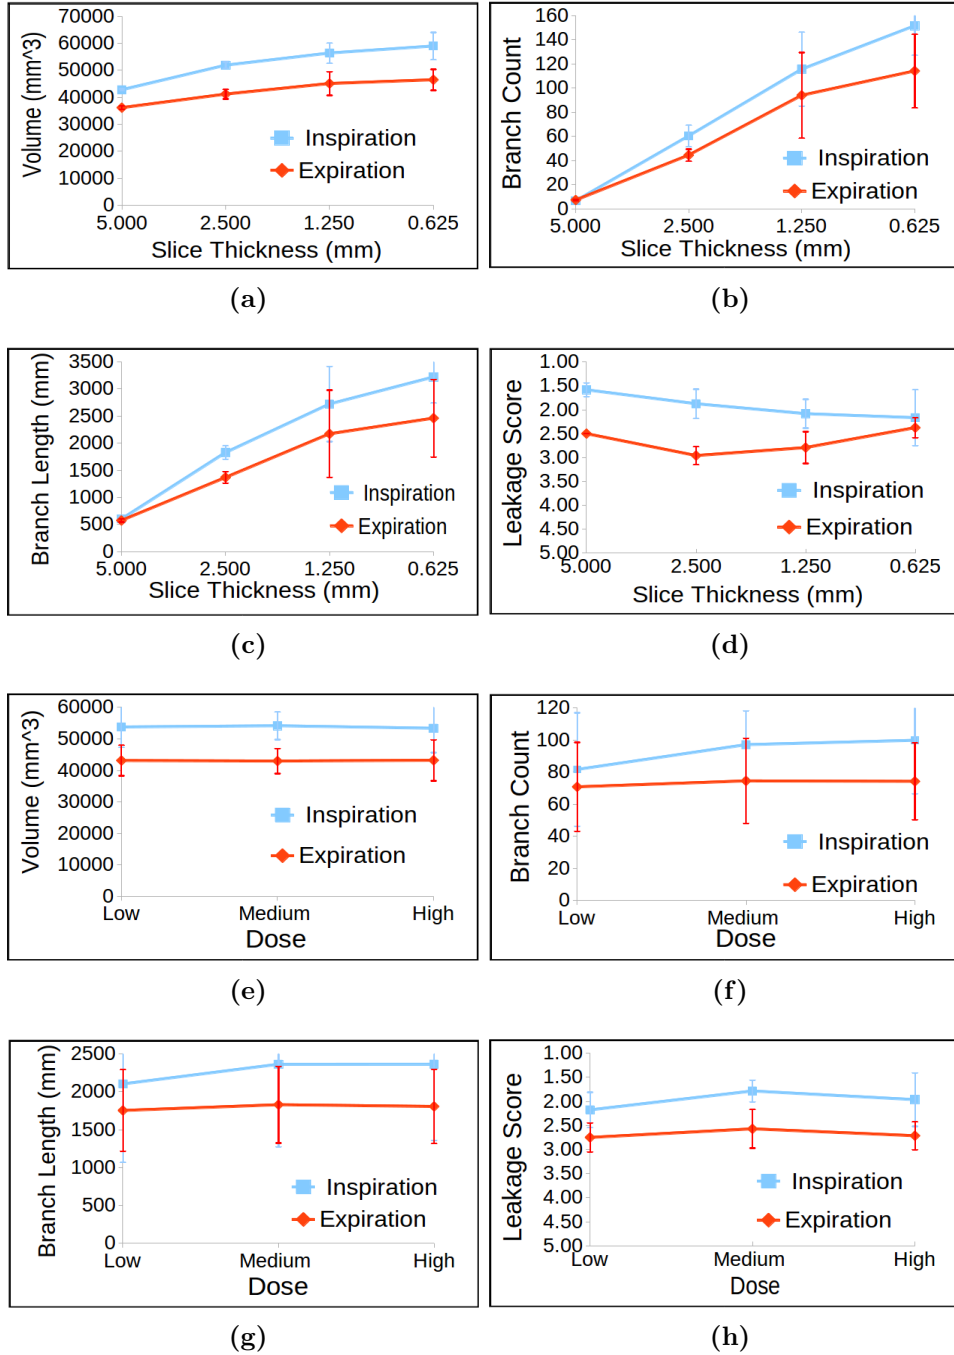 70000
60000
50000
40000
30000
20000
10000
0
Volume (mm^3)
Inspiration
Expiration
5.000 2.500 1.250 0.625
Slice Thickness (mm)
(a)
160
140
120
100
80
60
40
20
0
Branch Count
Inspiration
Expiration
5.000 2.500 1.250 0.625
Slice Thickness (mm)
(b)
3500
3000
2500
2000
1500
1000
500
0
Branch Length (mm)
Inspiration
Expiration
5.000 2.500 1.250 0.625
Slice Thickness (mm)
(c)
1.00
1.50
2.00
2.50
3.00
3.50
4.00
4.50
5.00
Leakage Score
Inspiration
Expiration
5.000 2.500 1.250 0.625
Slice Thickness (mm)
(d)
60000
50000
40000
30000
20000
10000
0
Volume (mm^3)
Inspiration
Expiration
Low Medium High
Dose
(e)
120
100
80
60
40
20
0
Branch Count
Inspiration
Expiration
Low Medium High
Dose
(f)
2500
2000
1500
1000
500
0
Branch Length (mm)
Inspiration
Expiration
Low Medium High
Dose
(g)
1.00
1.50
2.00
2.50
3.00
3.50
4.00
4.50
5.00
Leakage Score
Inspiration
Expiration
Low Medium High
Dose
(h)